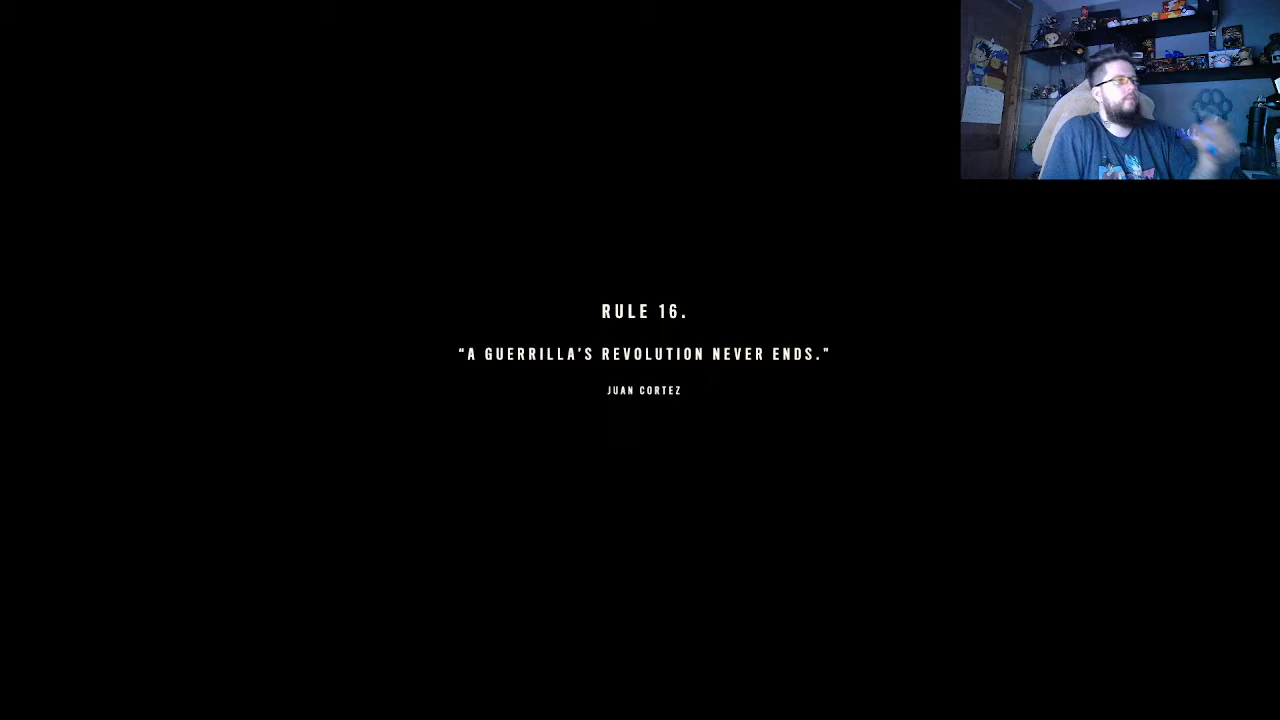 RULE 16.
“A GUERRILLA’S REVOLUTION NEVER ENDS.”
JUAN CORTEZ